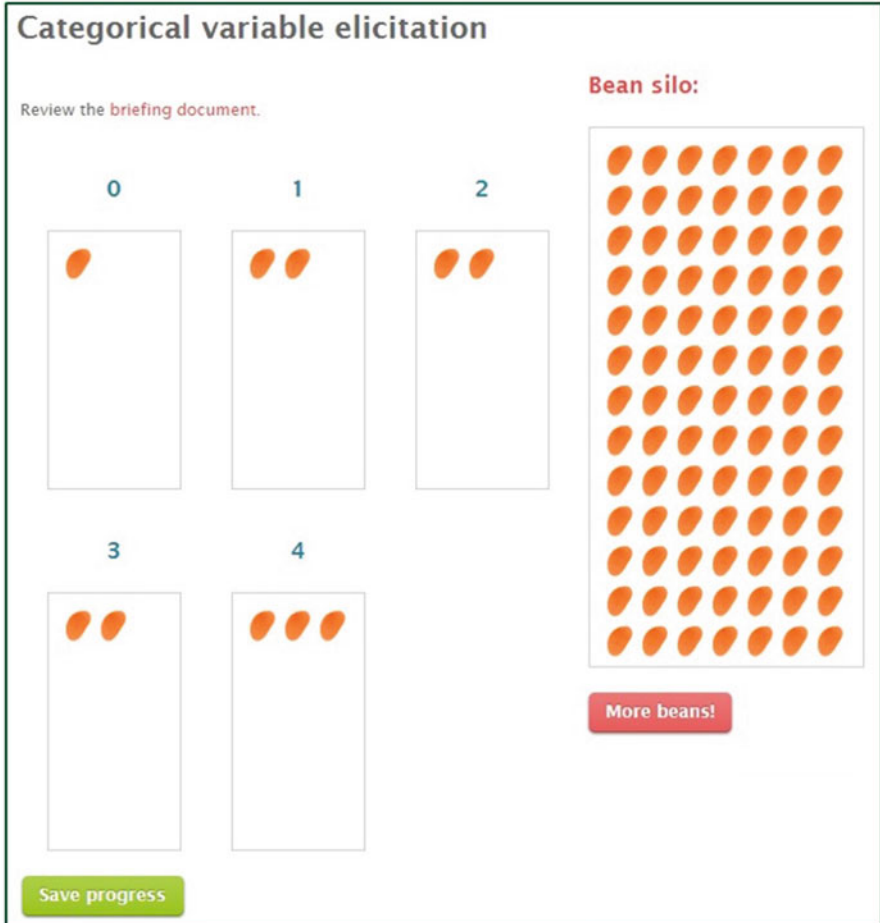 Categorical variable elicitation
Review the briefing document.
Bean silo:
0 1 2
3 4
More beans!
Save progress